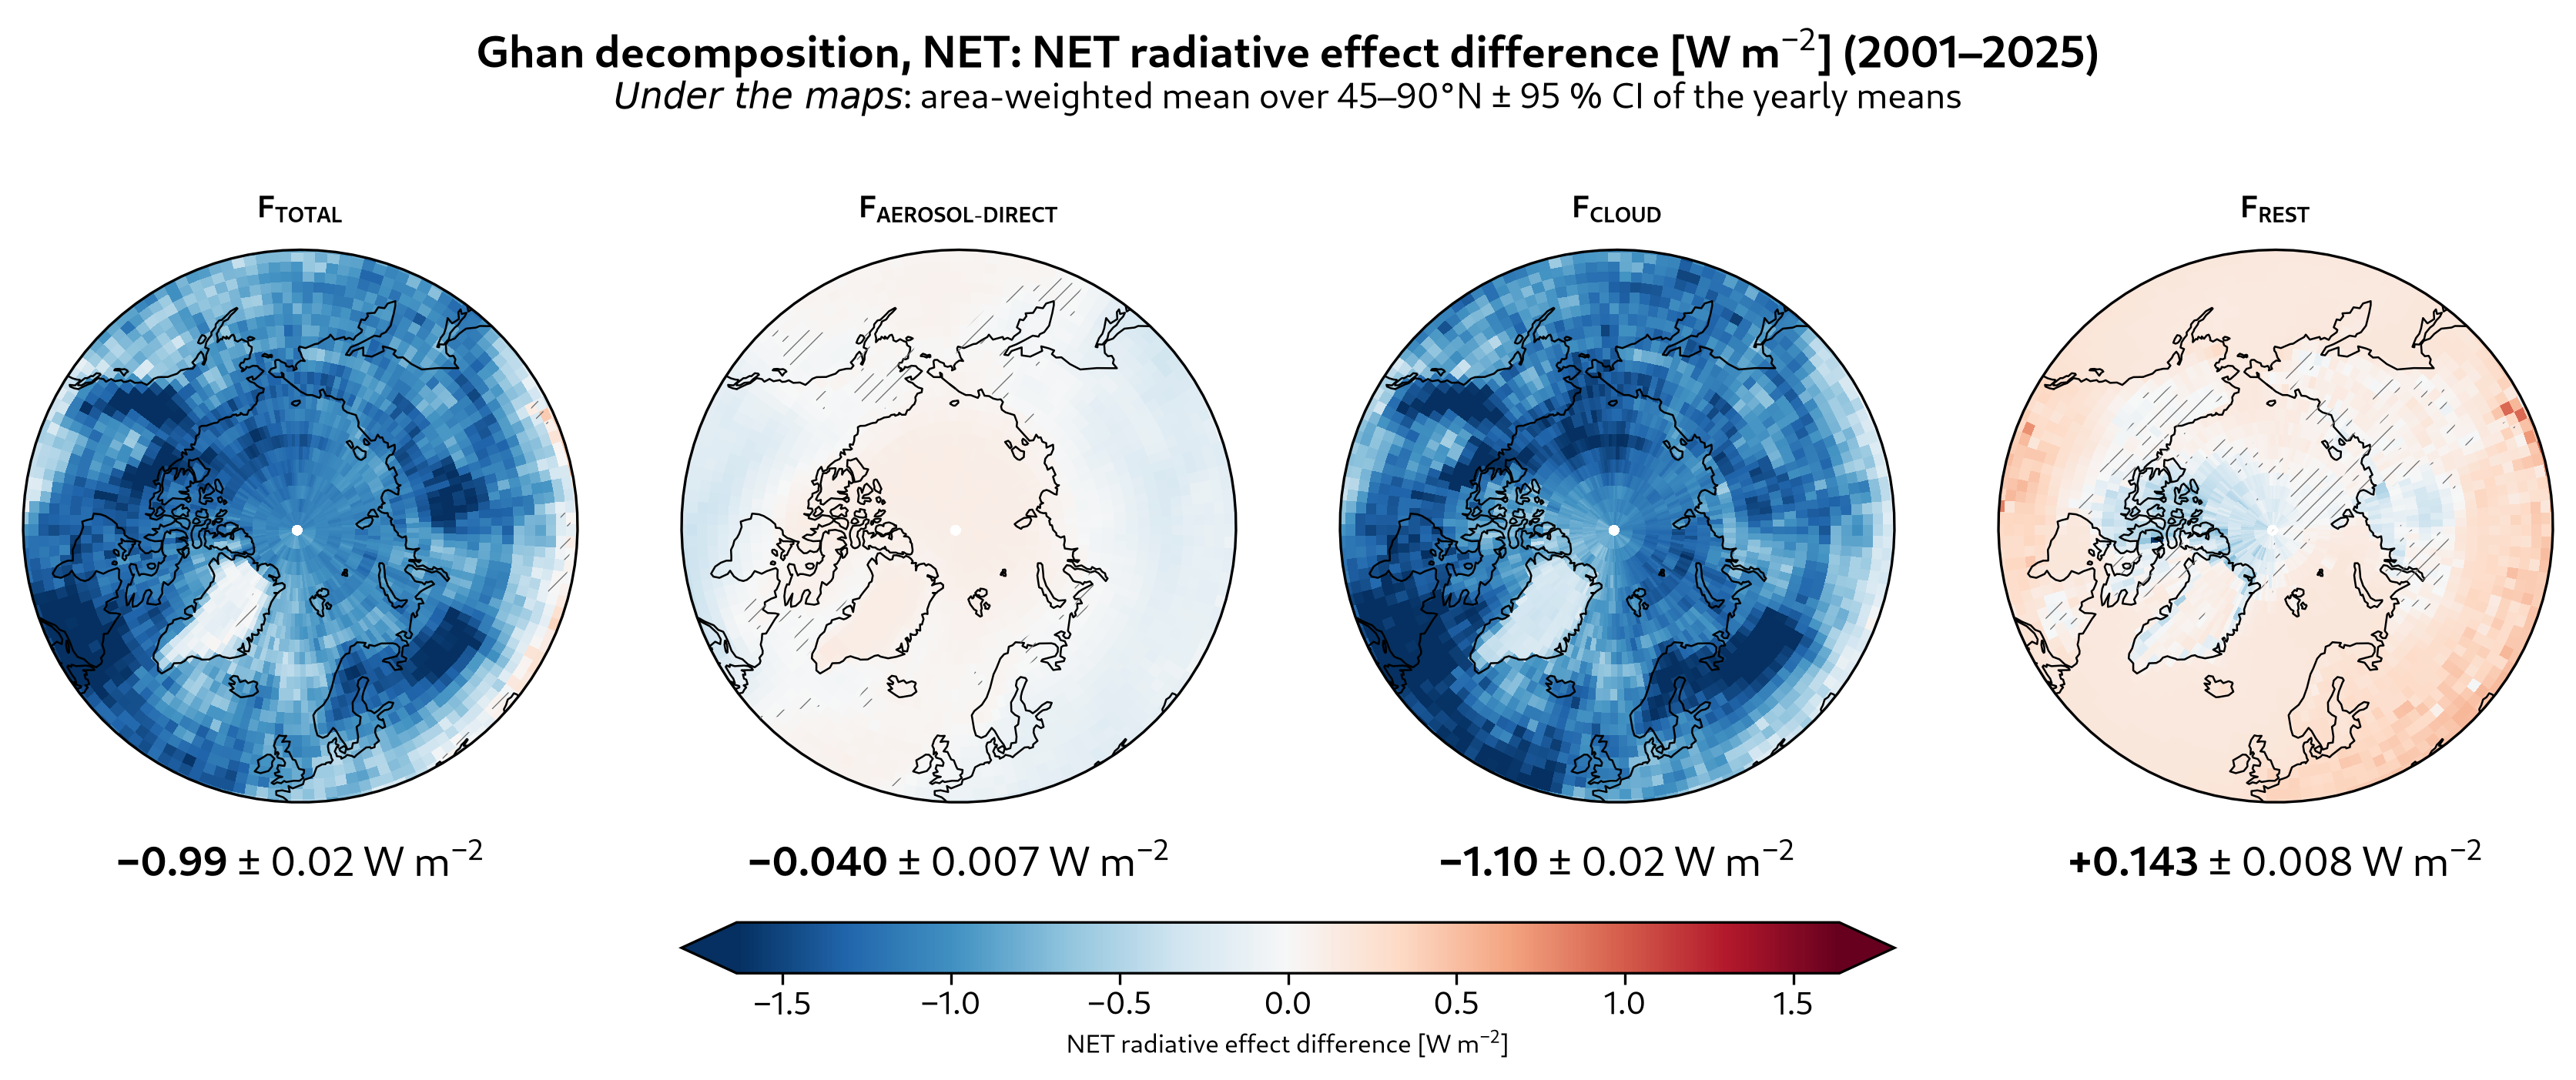 Ghan decomposition, NET: NET radiative effect difference [W m⁻²] (2001–2025)
Under the maps: area-weighted mean over 45–90°N ± 95 % CI of the yearly means
F_TOTAL
F_AEROSOL-DIRECT
F_CLOUD
F_REST
−0.99 ± 0.02 W m⁻²
−0.040 ± 0.007 W m⁻²
−1.10 ± 0.02 W m⁻²
+0.143 ± 0.008 W m⁻²
−1.5 −1.0 −0.5 0.0 0.5 1.0 1.5
NET radiative effect difference [W m⁻²]